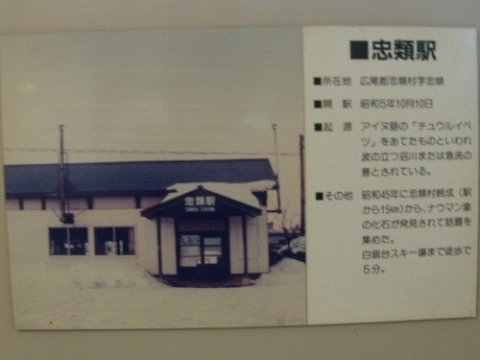 ■忠類駅
■所在地 広尾郡忠類村字忠類
■開 駅 昭和5年10月10日
■起 源 アイヌ語の「チュウルイベ
ツ」をあてたものといわれ
波の立つ沼川または急流の
意とされている。
■その他 昭和45年に忠類村晩成(駅
から15km)から、ナウマン象
の化石が発見されて話題を
集めた。
白銀台スキー場まで徒歩で
5分。
忠類駅